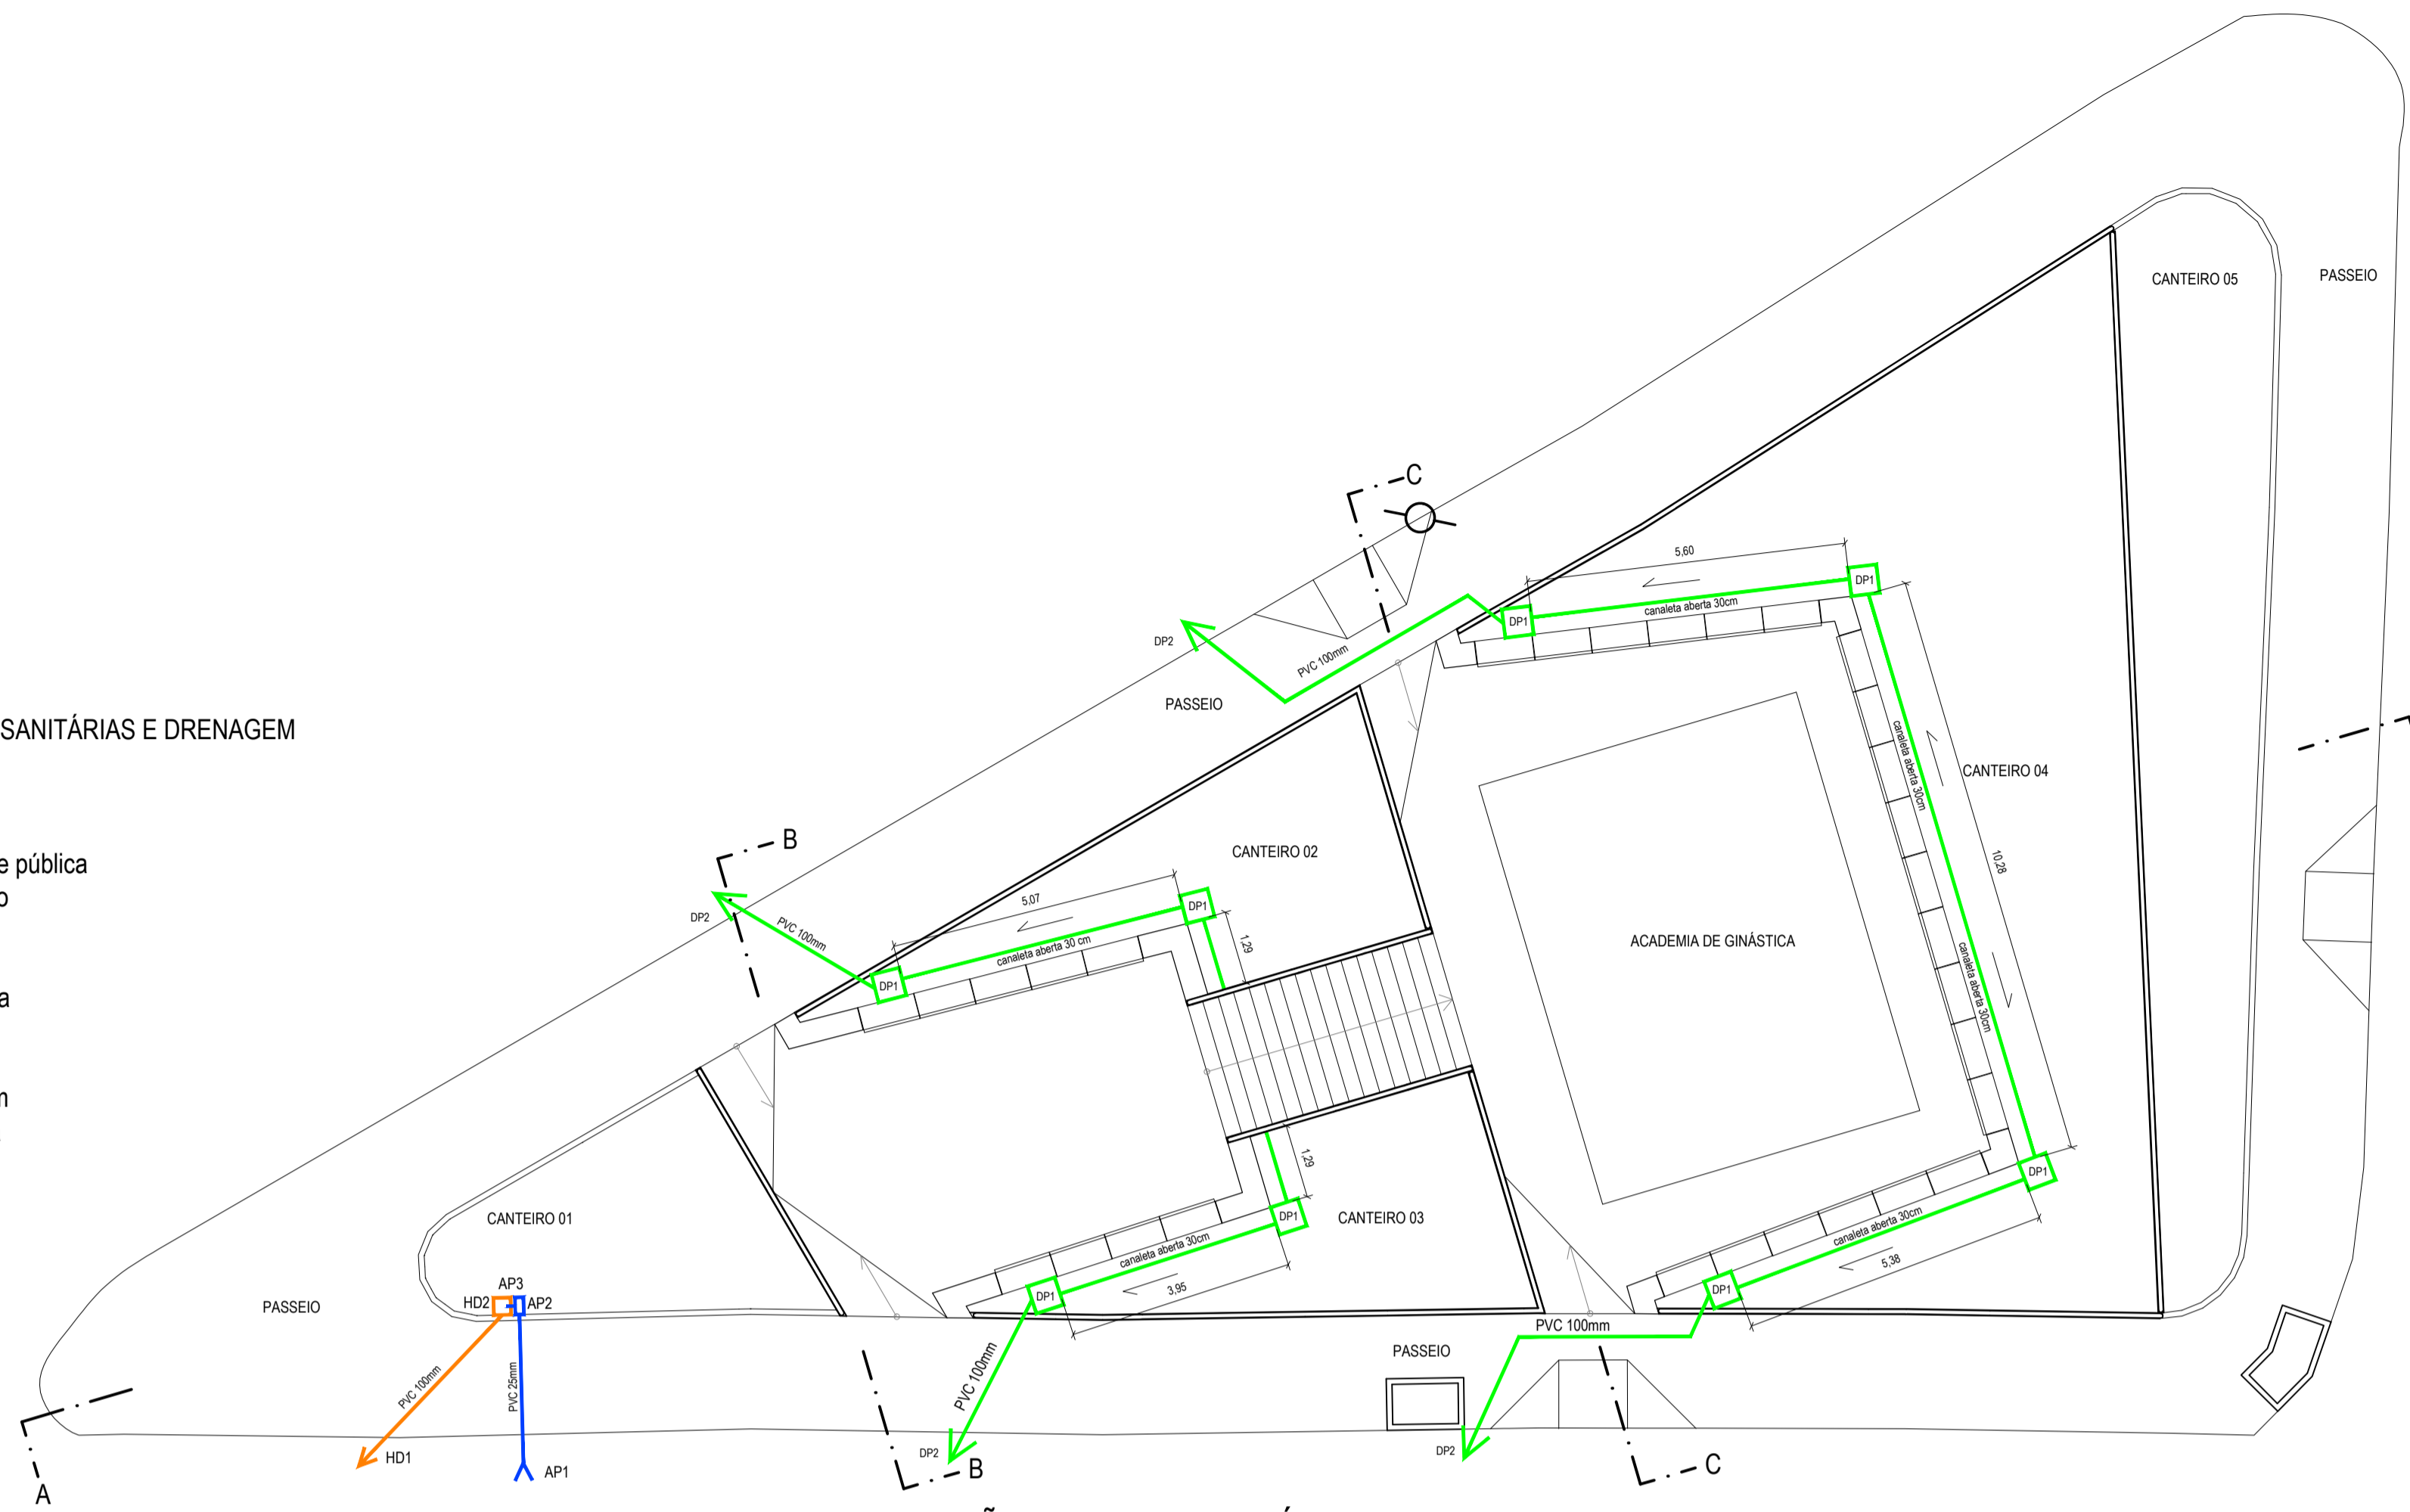 C
5,60
DP1
canaleta aberta 30cm
DP1
DP2
PVC 100mm
PASSEIO
CANTEIRO 05
PASSEIO
SANITÁRIAS E DRENAGEM
canaleta aberta 30cm
CANTEIRO 04
10,28
canaleta aberta 30cm
B
CANTEIRO 02
e pública
o
DP2
PVC 100mm
5,07
DP1
1,29
canaleta aberta 30 cm
DP1
ACADEMIA DE GINÁSTICA
a
m
1,29
DP1
CANTEIRO 03
canaleta aberta 30cm
DP1
3,95
DP1
canaleta aberta 30cm
DP1
5,38
CANTEIRO 01
AP3
HD2
AP2
PASSEIO
PVC 100mm
PVC 25mm
HD1
AP1
PVC 100mm
DP2
B
PVC 100mm
PASSEIO
DP2
C
A